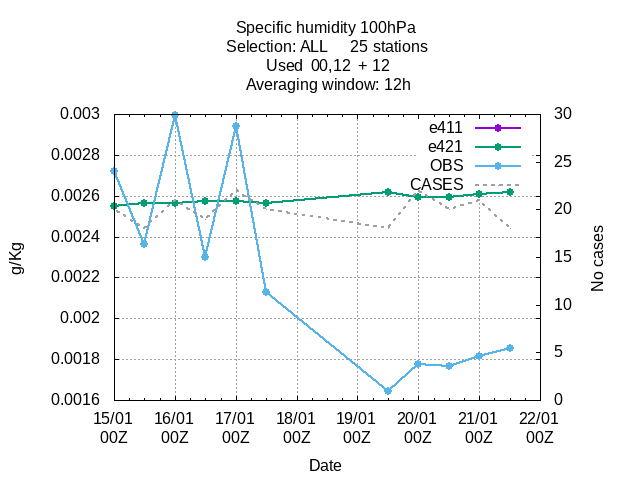 Specific humidity 100hPa
Selection: ALL     25 stations
Used  00,12  + 12
Averaging window: 12h
e411
e421
OBS
CASES
0.003
0.0028
0.0026
0.0024
0.0022
0.002
0.0018
0.0016
30
25
20
15
10
5
0
g/Kg
No cases
15/01 16/01 17/01 18/01 19/01 20/01 21/01 22/01
00Z 00Z 00Z 00Z 00Z 00Z 00Z 00Z
Date